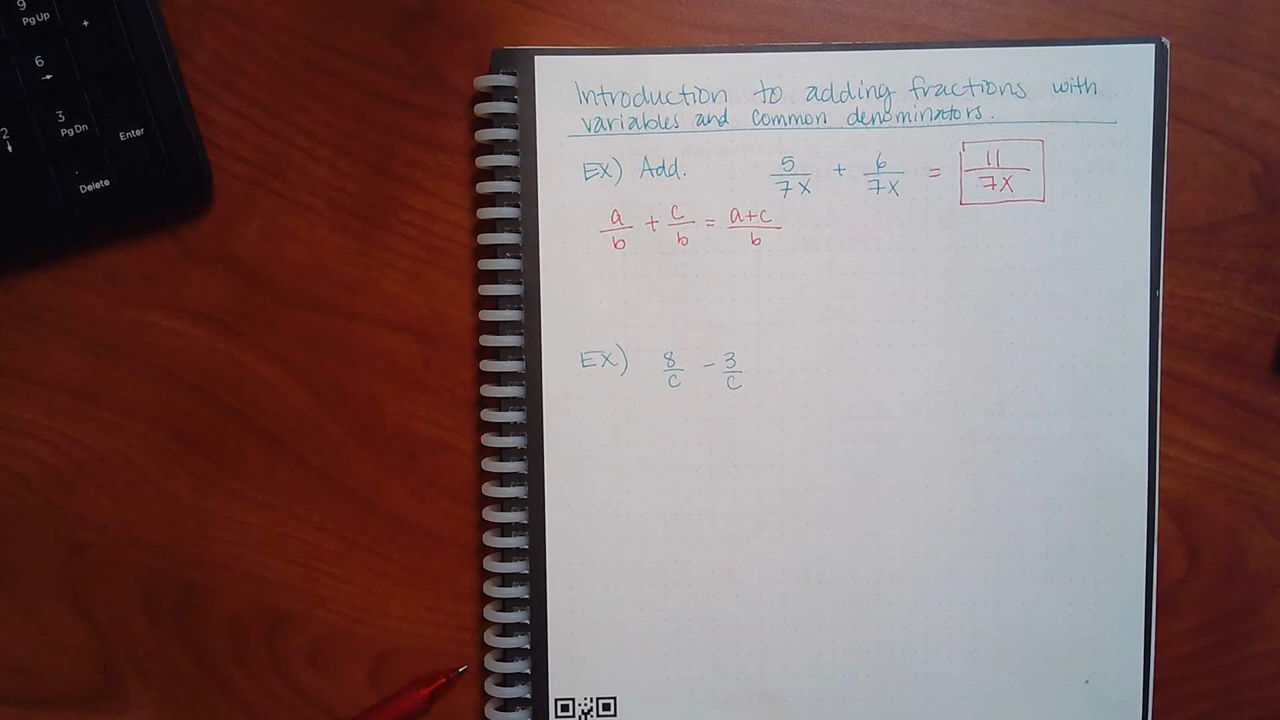 9
PgUp
+
6
→
3
PgDn
2
↓
Enter
.
Delete
Introduction to adding fractions with
variables and common denominators.
EX) Add. 5/7X + 6/7X = 11/7X
a/b + c/b = a+c/b
EX) 8/c - 3/c